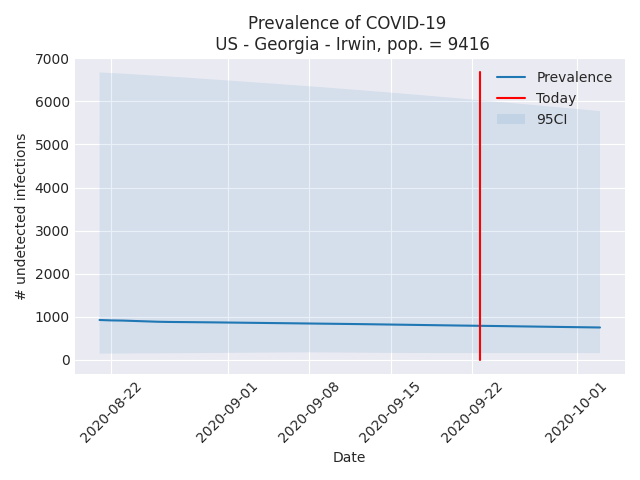 Prevalence of COVID-19
US - Georgia - Irwin, pop. = 9416
7000
6000
5000
4000
3000
2000
1000
0
# undetected infections
Prevalence
Today
95CI
2020-08-22
2020-09-01
2020-09-08
2020-09-15
2020-09-22
2020-10-01
Date